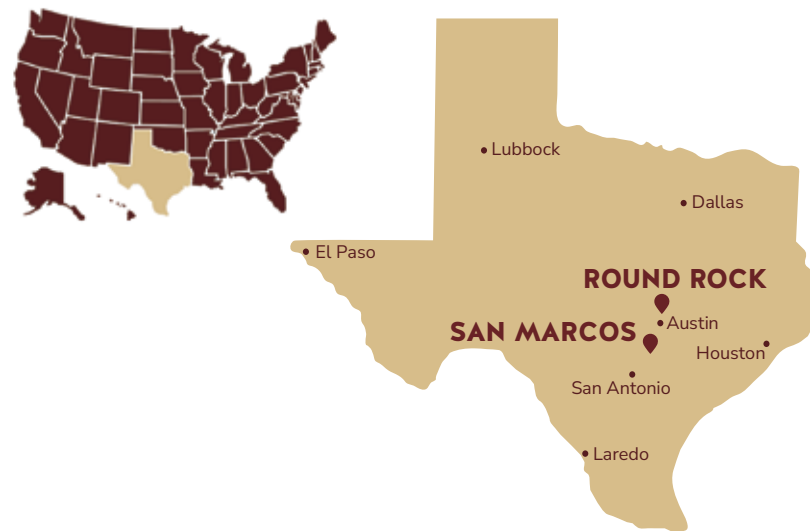 Lubbock
Dallas
El Paso
ROUND ROCK
Austin
SAN MARCOS
Houston
San Antonio
Laredo